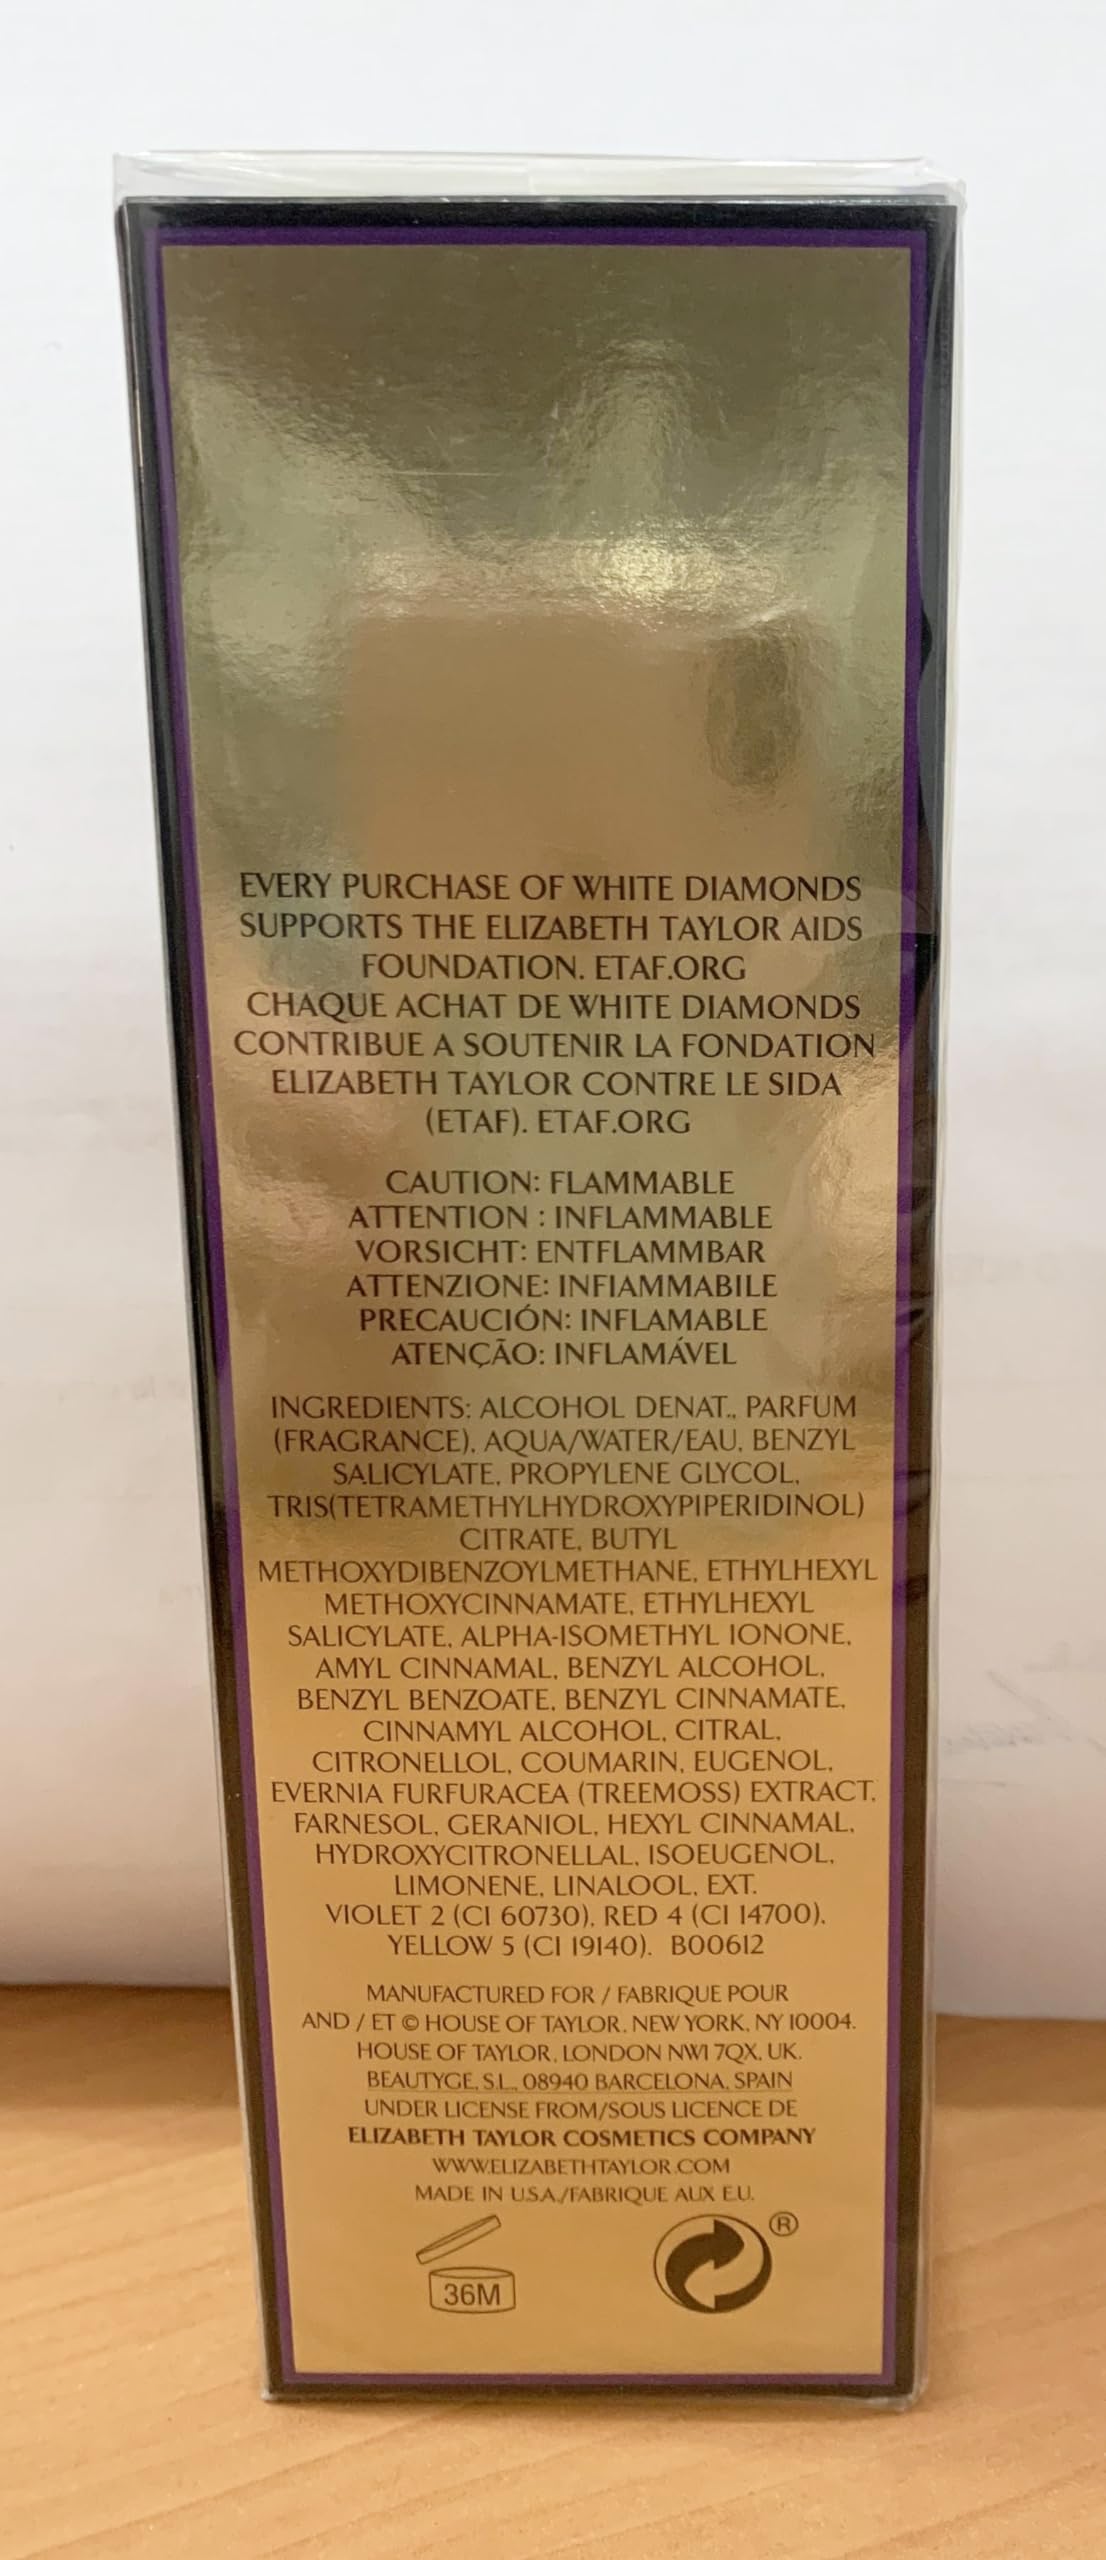 EVERY PURCHASE OF WHITE DIAMONDS
SUPPORTS THE ELIZABETH TAYLOR AIDS
FOUNDATION. ETAF.ORG
CHAQUE ACHAT DE WHITE DIAMONDS
CONTRIBUE A SOUTENIR LA FONDATION
ELIZABETH TAYLOR CONTRE LE SIDA
(ETAF). ETAF.ORG
CAUTION: FLAMMABLE
ATTENTION : INFLAMMABLE
VORSICHT: ENTFLAMMBAR
ATTENZIONE: INFIAMMABILE
PRECAUCIÓN: INFLAMABLE
ATENÇÃO: INFLAMÁVEL
INGREDIENTS: ALCOHOL DENAT., PARFUM
(FRAGRANCE), AQUA/WATER/EAU, BENZYL
SALICYLATE, PROPYLENE GLYCOL,
TRIS(TETRAMETHYLHYDROXYPIPERIDINOL)
CITRATE, BUTYL
METHOXYDIBENZOYLMETHANE, ETHYLHEXYL
METHOXYCINNAMATE, ETHYLHEXYL
SALICYLATE, ALPHA-ISOMETHYL IONONE,
AMYL CINNAMAL, BENZYL ALCOHOL,
BENZYL BENZOATE, BENZYL CINNAMATE,
CINNAMYL ALCOHOL, CITRAL,
CITRONELLOL, COUMARIN, EUGENOL,
EVERNIA FURFURACEA (TREEMOSS) EXTRACT,
FARNESOL, GERANIOL, HEXYL CINNAMAL,
HYDROXYCITRONELLAL, ISOEUGENOL,
LIMONENE, LINALOOL, EXT.
VIOLET 2 (CI 60730), RED 4 (CI 14700),
YELLOW 5 (CI 19140). B00612
MANUFACTURED FOR / FABRIQUE POUR
AND / ET © HOUSE OF TAYLOR, NEW YORK, NY 10004.
HOUSE OF TAYLOR, LONDON NW1 7QX, UK.
BEAUTYGE, S.L., 08940 BARCELONA, SPAIN
UNDER LICENSE FROM/SOUS LICENCE DE
ELIZABETH TAYLOR COSMETICS COMPANY
WWW.ELIZABETHTAYLOR.COM
MADE IN U.S.A./FABRIQUE AUX E.U.
36M
®